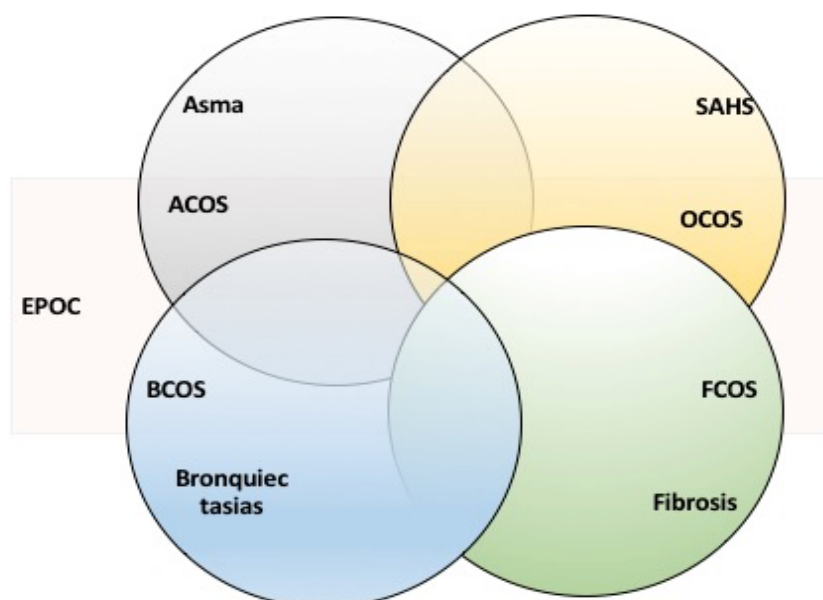 Asma
SAHS
ACOS
OCOS
EPOC
BCOS
FCOS
Bronquiec
tasias
Fibrosis